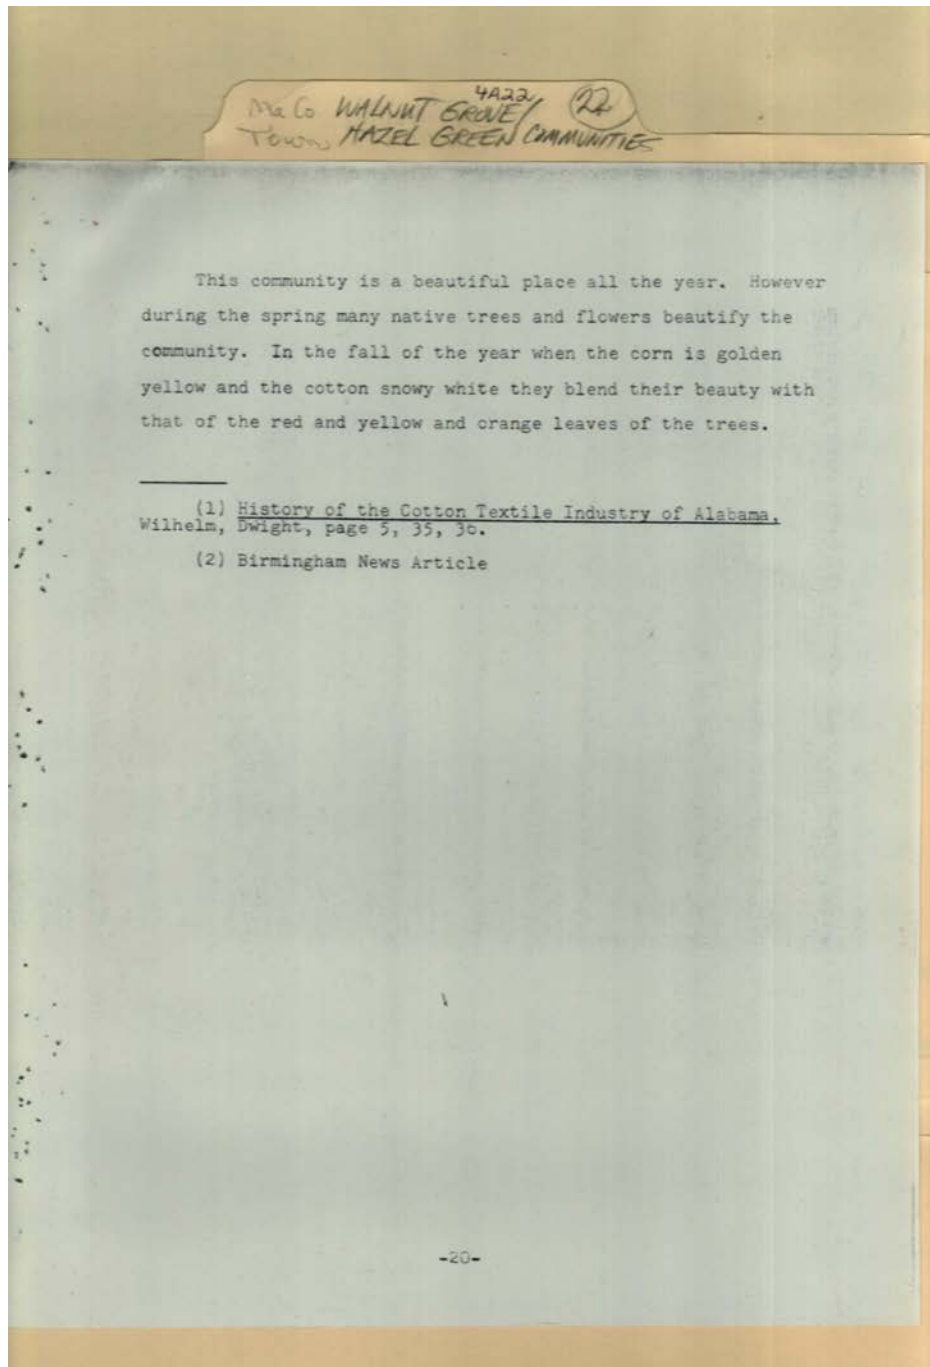 4A22 22
Ma Co WALNUT GROVE/
Town HAZEL GREEN COMMUNITIES
This community is a beautiful place all the year. However
during the spring many native trees and flowers beautify the
community. In the fall of the year when the corn is golden
yellow and the cotton snowy white they blend their beauty with
that of the red and yellow and orange leaves of the trees.
(1) History of the Cotton Textile Industry of Alabama,
Wilhelm, Dwight, page 5, 35, 36.
(2) Birmingham News Article
-20-